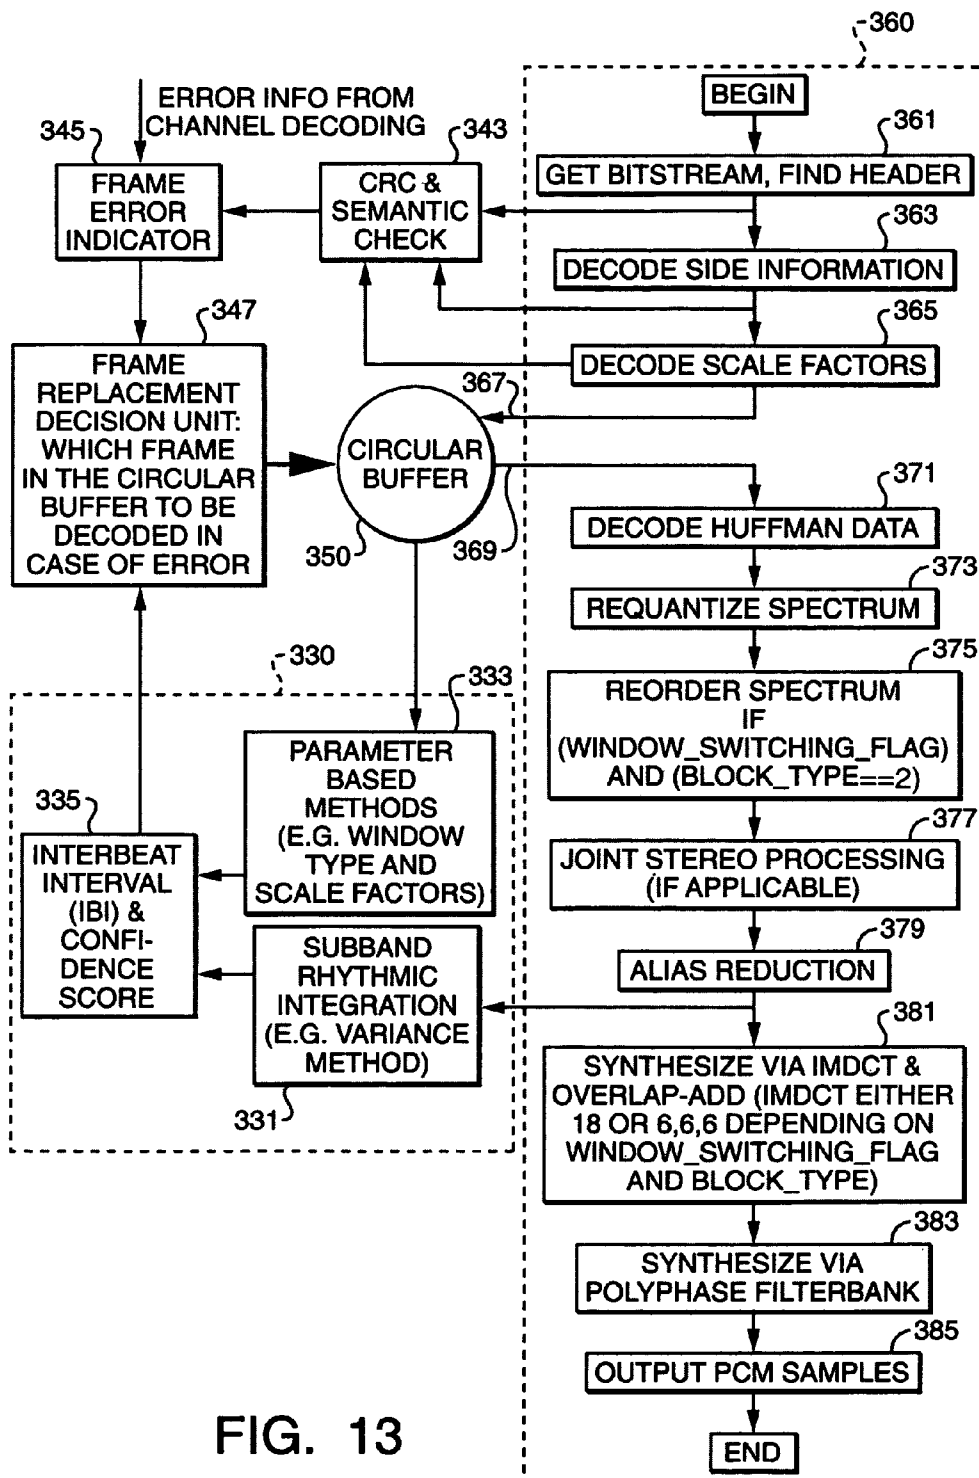 360
BEGIN
ERROR INFO FROM
CHANNEL DECODING
345
343
361
FRAME
ERROR
INDICATOR
CRC &
SEMANTIC
CHECK
GET BITSTREAM, FIND HEADER
363
DECODE SIDE INFORMATION
347
365
FRAME
REPLACEMENT
DECISION UNIT:
WHICH FRAME
IN THE CIRCULAR
BUFFER TO BE
DECODED IN
CASE OF ERROR
DECODE SCALE FACTORS
367
CIRCULAR
BUFFER
350
369
371
DECODE HUFFMAN DATA
373
REQUANTIZE SPECTRUM
330
375
REORDER SPECTRUM
IF
(WINDOW_SWITCHING_FLAG)
AND (BLOCK_TYPE==2)
333
PARAMETER
BASED
METHODS
(E.G. WINDOW
TYPE AND
SCALE FACTORS)
335
INTERBEAT
INTERVAL
(IBI) &
CONFI-
DENCE
SCORE
377
JOINT STEREO PROCESSING
(IF APPLICABLE)
SUBBAND
RHYTHMIC
INTEGRATION
(E.G. VARIANCE
METHOD)
331
379
ALIAS REDUCTION
381
SYNTHESIZE VIA IMDCT &
OVERLAP-ADD (IMDCT EITHER
18 OR 6,6,6 DEPENDING ON
WINDOW_SWITCHING_FLAG
AND BLOCK_TYPE)
383
SYNTHESIZE VIA
POLYPHASE FILTERBANK
385
OUTPUT PCM SAMPLES
END
FIG. 13